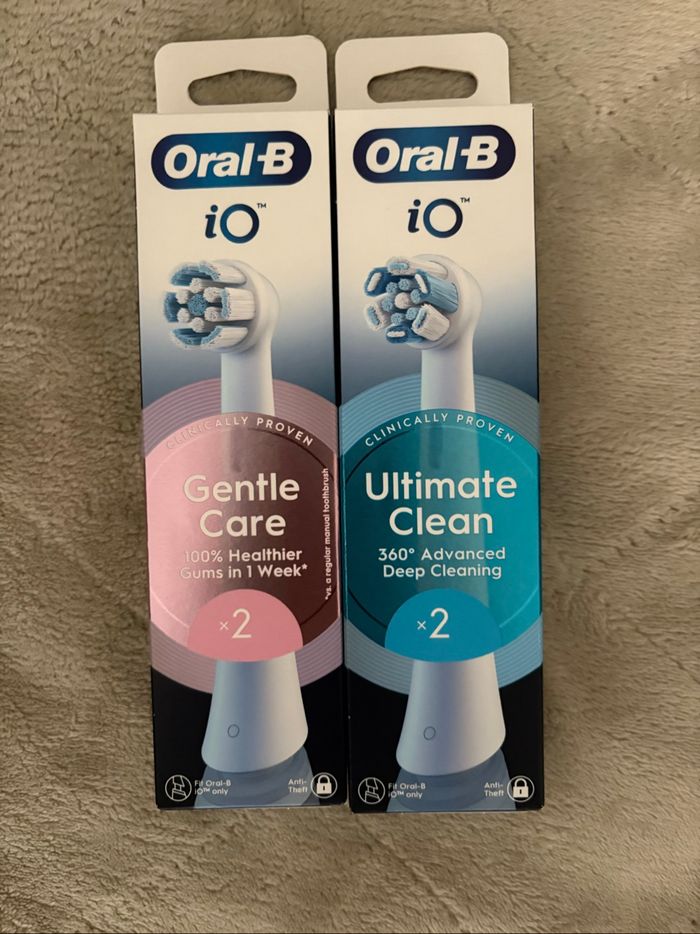 Oral-B
iO™
CLINICALLY PROVEN
Gentle
Care
100% Healthier
Gums in 1 Week*
*vs. a regular manual toothbrush
×2
Fit Oral-B
iO™ only
Anti-
Theft
Oral-B
iO™
CLINICALLY PROVEN
Ultimate
Clean
360° Advanced
Deep Cleaning
×2
Fit Oral-B
iO™ only
Anti-
Theft